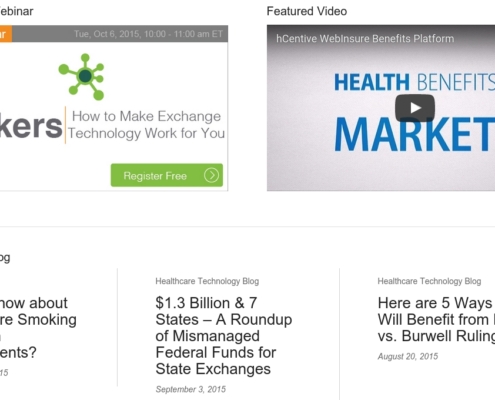 ebinar
Featured Video
ar
Tue, Oct 6, 2015, 10:00 - 11:00 am ET
hCentive WebInsure Benefits Platform
kers
How to Make Exchange
Technology Work for You
Register Free
HEALTH BENEFITS
MARKET
og
Healthcare Technology Blog
Healthcare Technology Blog
now about
re Smoking
ents?
15
$1.3 Billion & 7
States – A Roundup
of Mismanaged
Federal Funds for
State Exchanges
September 3, 2015
Here are 5 Ways
Will Benefit from
vs. Burwell Ruling
August 20, 2015